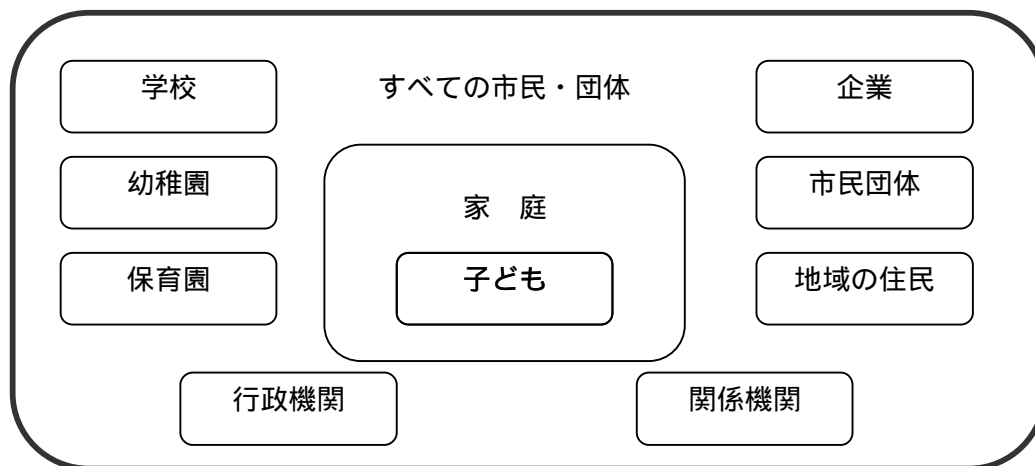 学校
すべての市民・団体
企業
幼稚園
市民団体
家　庭
保育園
子ども
地域の住民
行政機関
関係機関